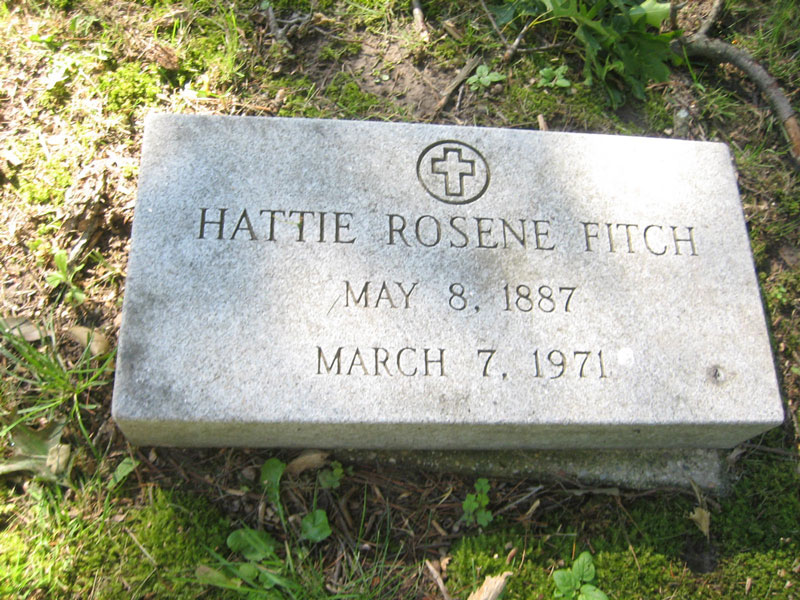 HATTIE ROSENE FITCH
MAY 8, 1887
MARCH 7, 1971